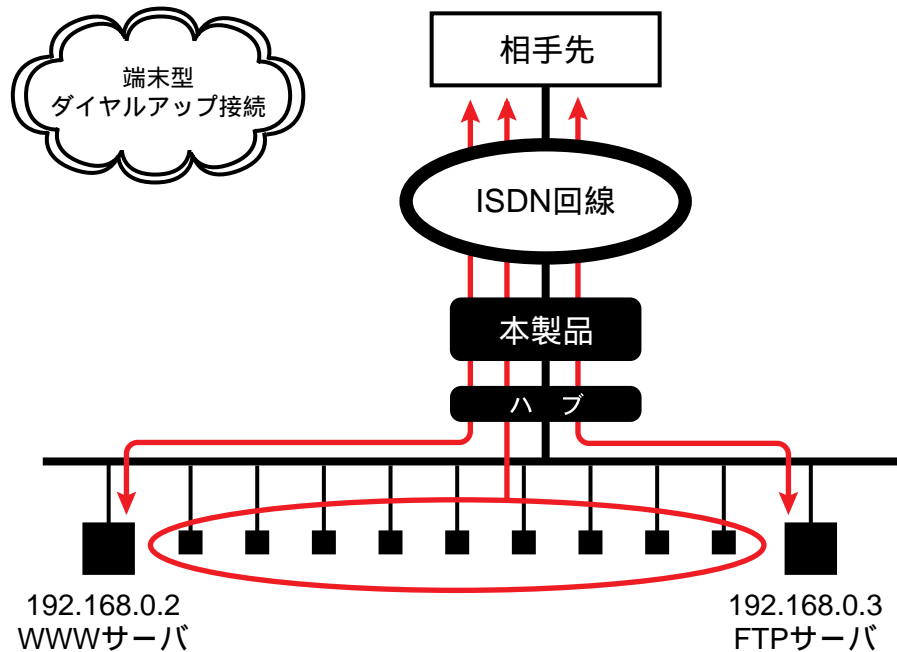 端末型
ダイヤルアップ接続
相手先
ISDN回線
本製品
ハ ブ
192.168.0.2
WWWサーバ
192.168.0.3
FTPサーバ